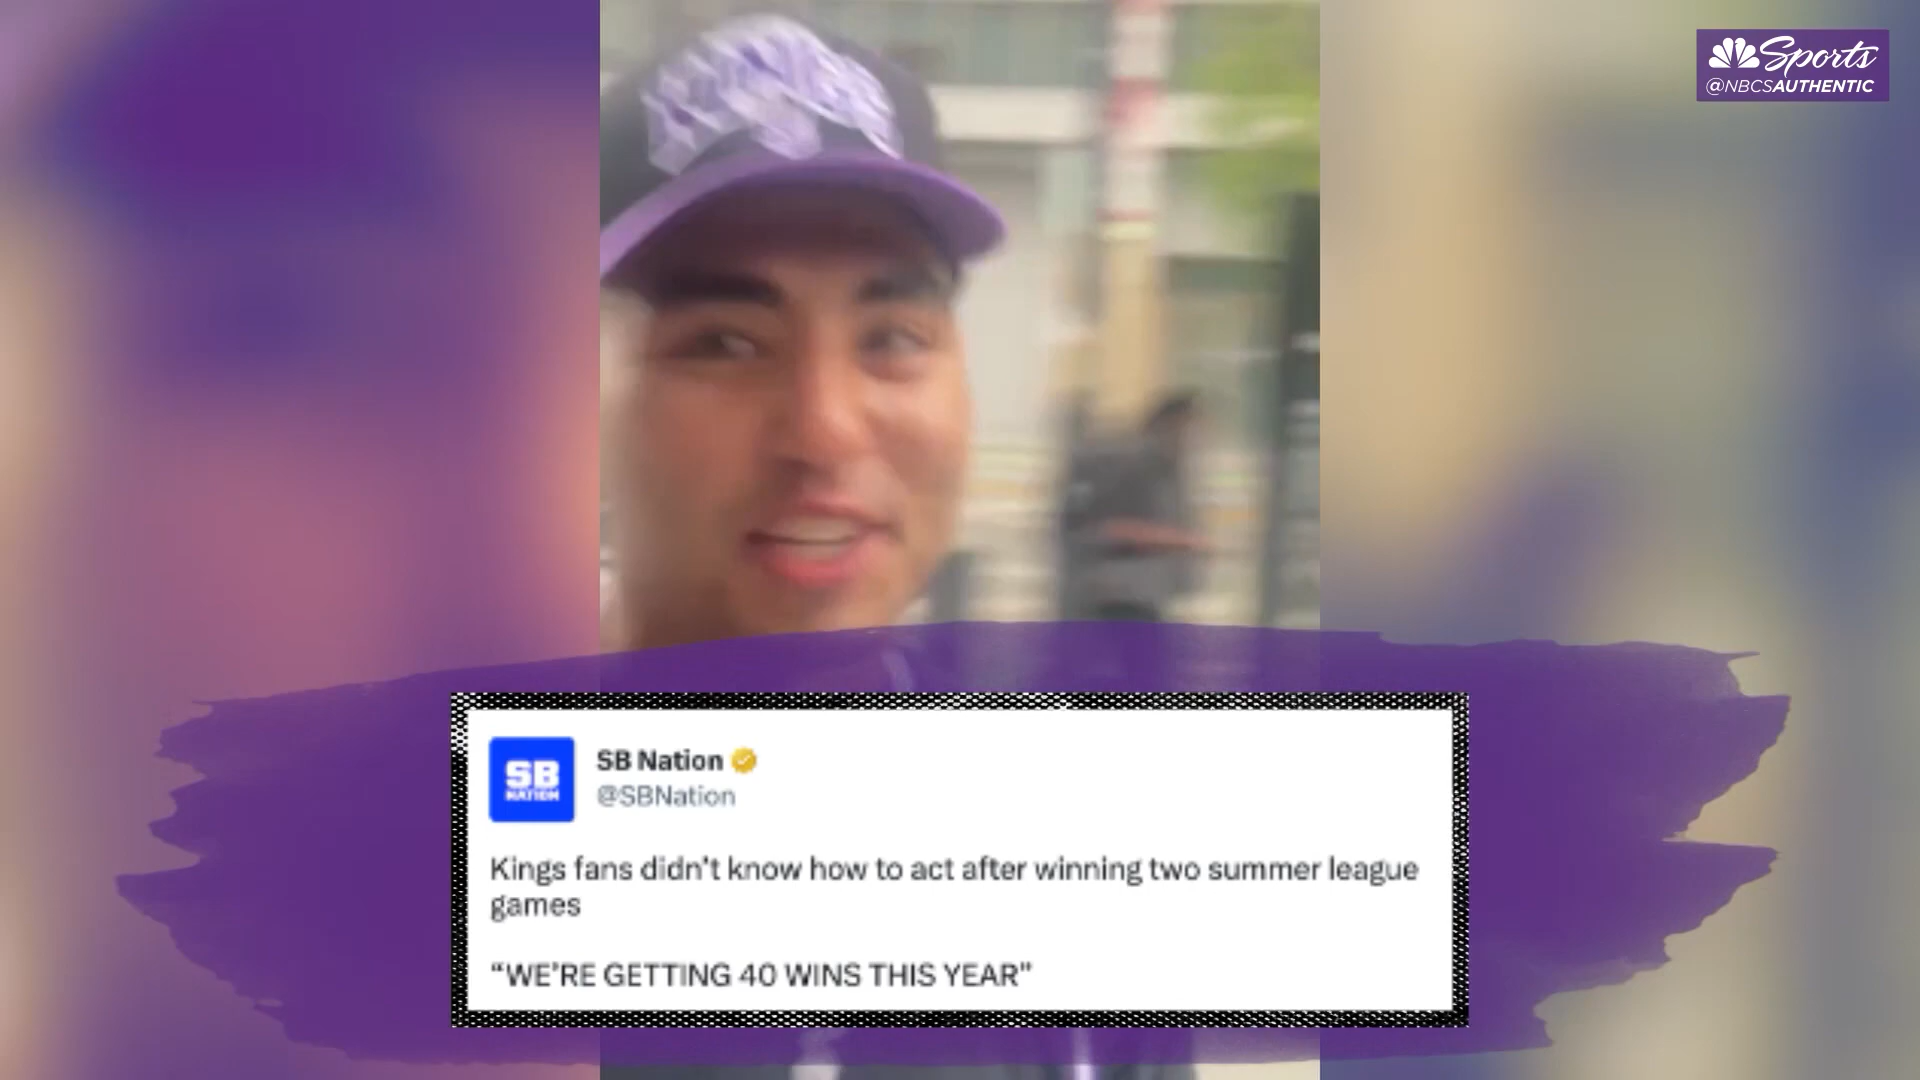 Sports
@NBCSAUTHENTIC
SB
NATION
SB Nation
@SBNation
Kings fans didn't know how to act after winning two summer league
games
“WE'RE GETTING 40 WINS THIS YEAR”